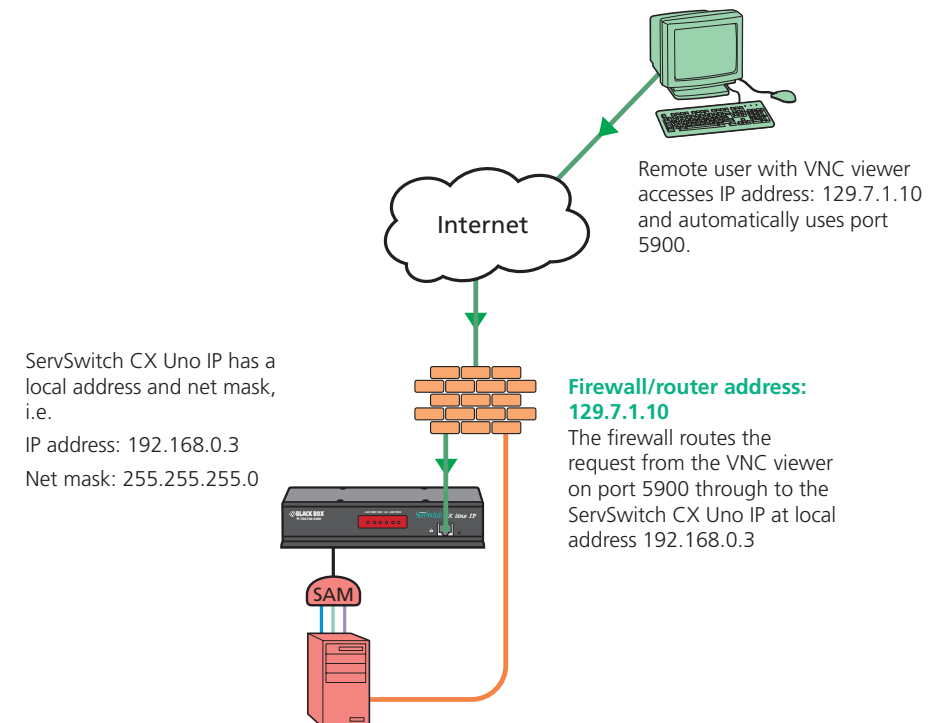 Remote user with VNC viewer
accesses IP address: 129.7.1.10
and automatically uses port
5900.
Internet
ServSwitch CX Uno IP has a
local address and net mask,
i.e.
IP address: 192.168.0.3
Net mask: 255.255.255.0
Firewall/router address:
129.7.1.10
The firewall routes the
request from the VNC viewer
on port 5900 through to the
ServSwitch CX Uno IP at local
address 192.168.0.3
BLACK BOX
ServSwitch CX Uno IP
SAM